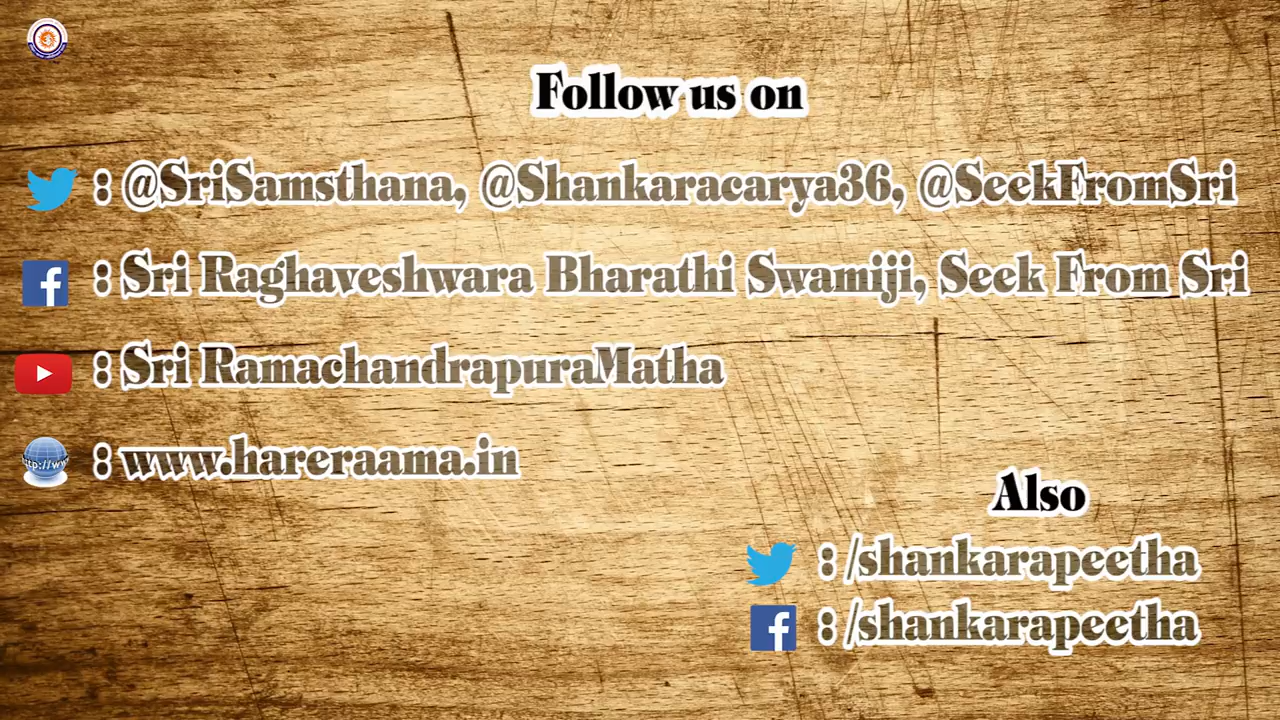 Follow us on
: @SriSamsthana, @Shankaracarya36, @SeekFromSri
: Sri Raghaveshwara Bharathi Swamiji, Seek From Sri
: Sri RamachandrapuraMatha
: www.hareraama.in
Also
: /shankarapeetha
: /shankarapeetha